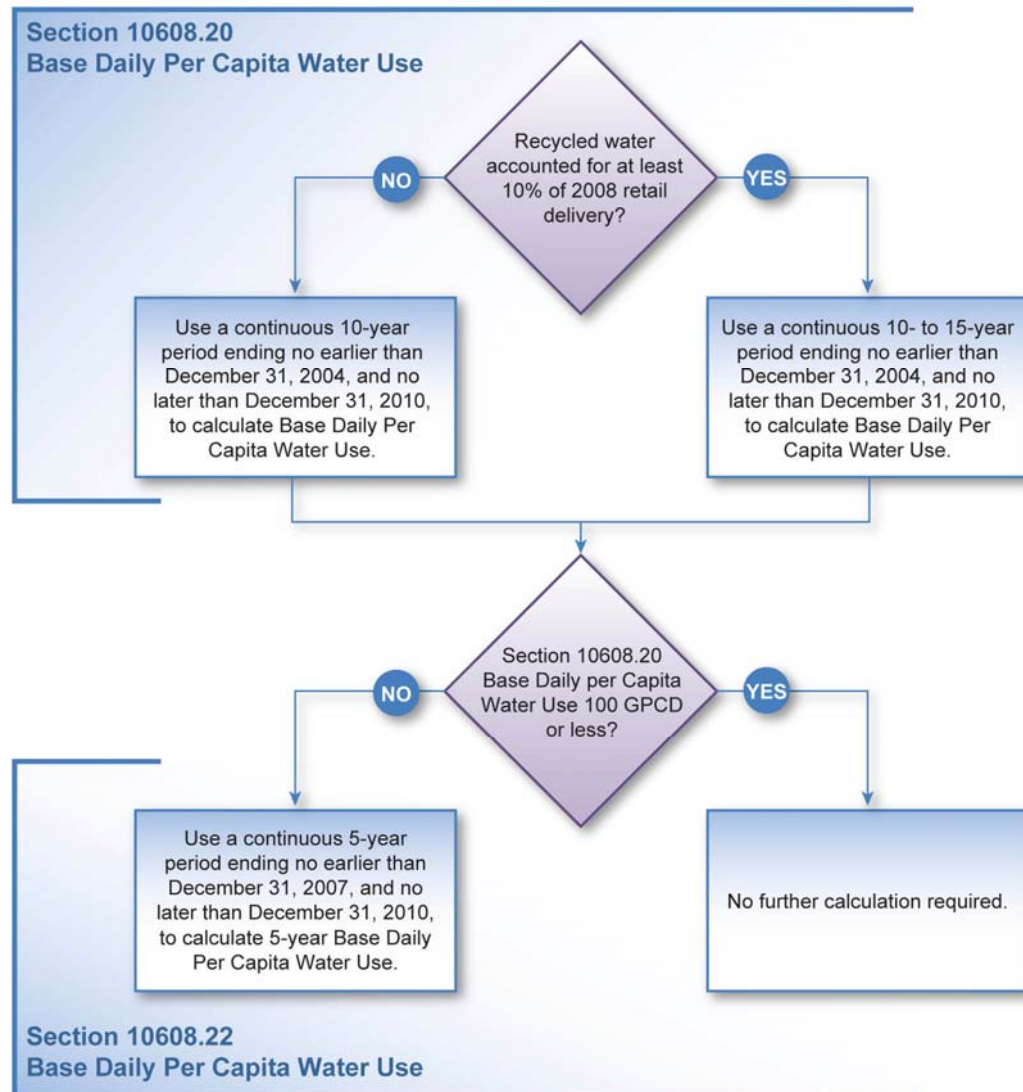 Section 10608.20
Base Daily Per Capita Water Use
Recycled water
accounted for at least
10% of 2008 retail
delivery?
NO
YES
Use a continuous 10-year
period ending no earlier than
December 31, 2004, and no
later than December 31, 2010,
to calculate Base Daily Per
Capita Water Use.
Use a continuous 10- to 15-year
period ending no earlier than
December 31, 2004, and no
later than December 31, 2010,
to calculate Base Daily Per
Capita Water Use.
Section 10608.20
Base Daily per Capita
Water Use 100 GPCD
or less?
NO
YES
Use a continuous 5-year
period ending no earlier than
December 31, 2007, and no
later than December 31, 2010,
to calculate 5-year Base Daily
Per Capita Water Use.
No further calculation required.
Section 10608.22
Base Daily Per Capita Water Use